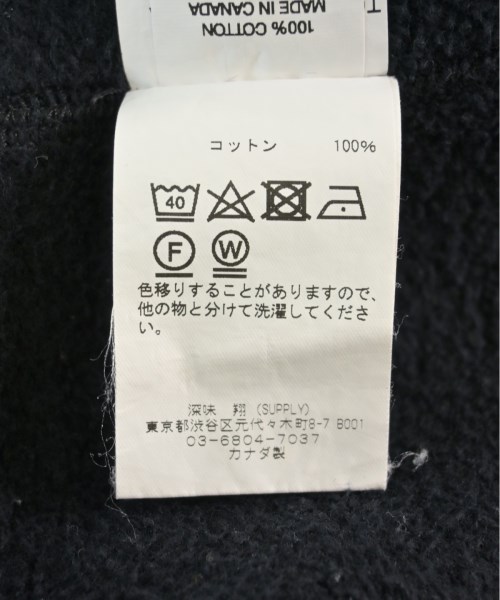 100% COTTON
MADE IN CANADA
コットン 100%
40
F W
色移りすることがありますので、
他の物と分けて洗濯してくださ
い。
深味 翔 (SUPPLY)
東京都渋谷区元代々木町8-7 B001
03-6804-7037
カナダ製